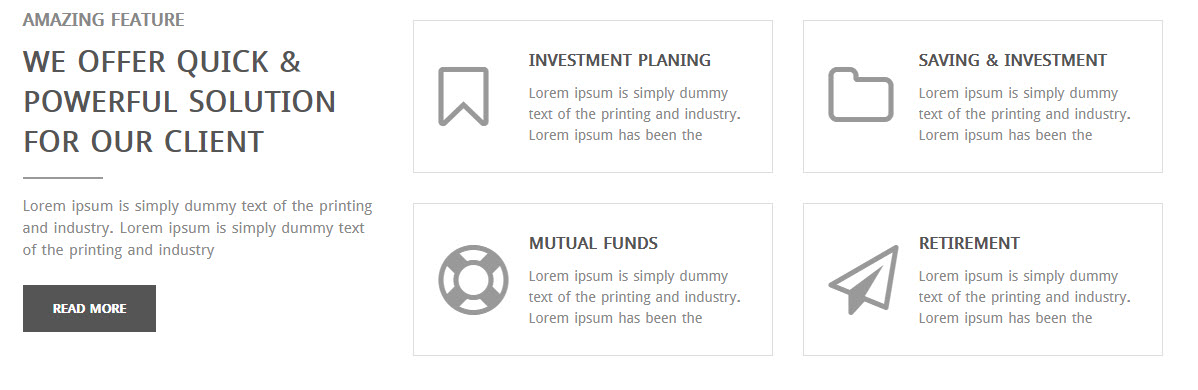 AMAZING FEATURE
WE OFFER QUICK &
POWERFUL SOLUTION
FOR OUR CLIENT
Lorem ipsum is simply dummy text of the printing
and industry. Lorem ipsum is simply dummy text
of the printing and industry
READ MORE
INVESTMENT PLANING
Lorem ipsum is simply dummy
text of the printing and industry.
Lorem ipsum has been the
SAVING & INVESTMENT
Lorem ipsum is simply dummy
text of the printing and industry.
Lorem ipsum has been the
MUTUAL FUNDS
Lorem ipsum is simply dummy
text of the printing and industry.
Lorem ipsum has been the
RETIREMENT
Lorem ipsum is simply dummy
text of the printing and industry.
Lorem ipsum has been the